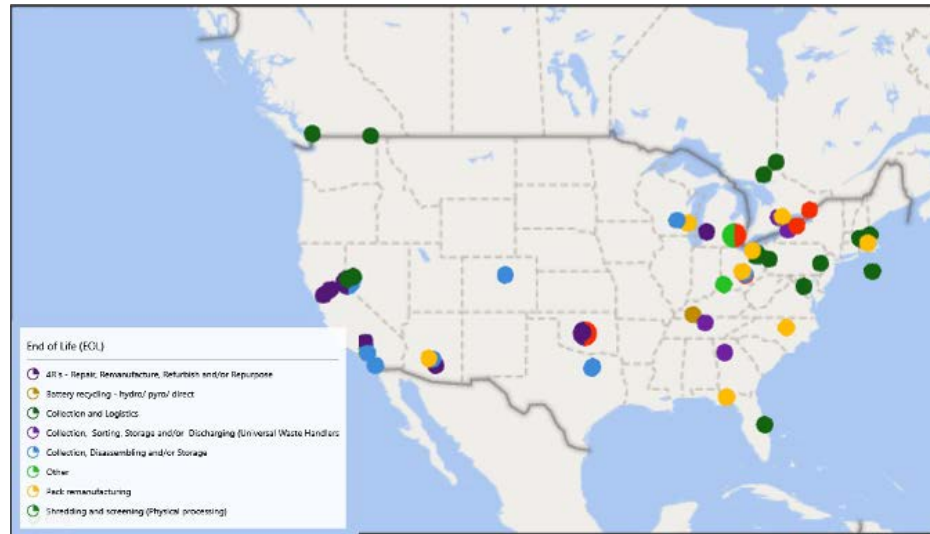 End of Life (EOL)
4R's - Repair, Remanufacture, Refurbish and/or Repurpose
Battery recycling - hydro/ pyro/ direct
Collection and Logistics
Collection, Sorting, Storage and/or Discharging (Universal Waste Handlers
Collection, Disassembling and/or Storage
Other
Pack remanufacturing
Shredding and screening (Physical processing)